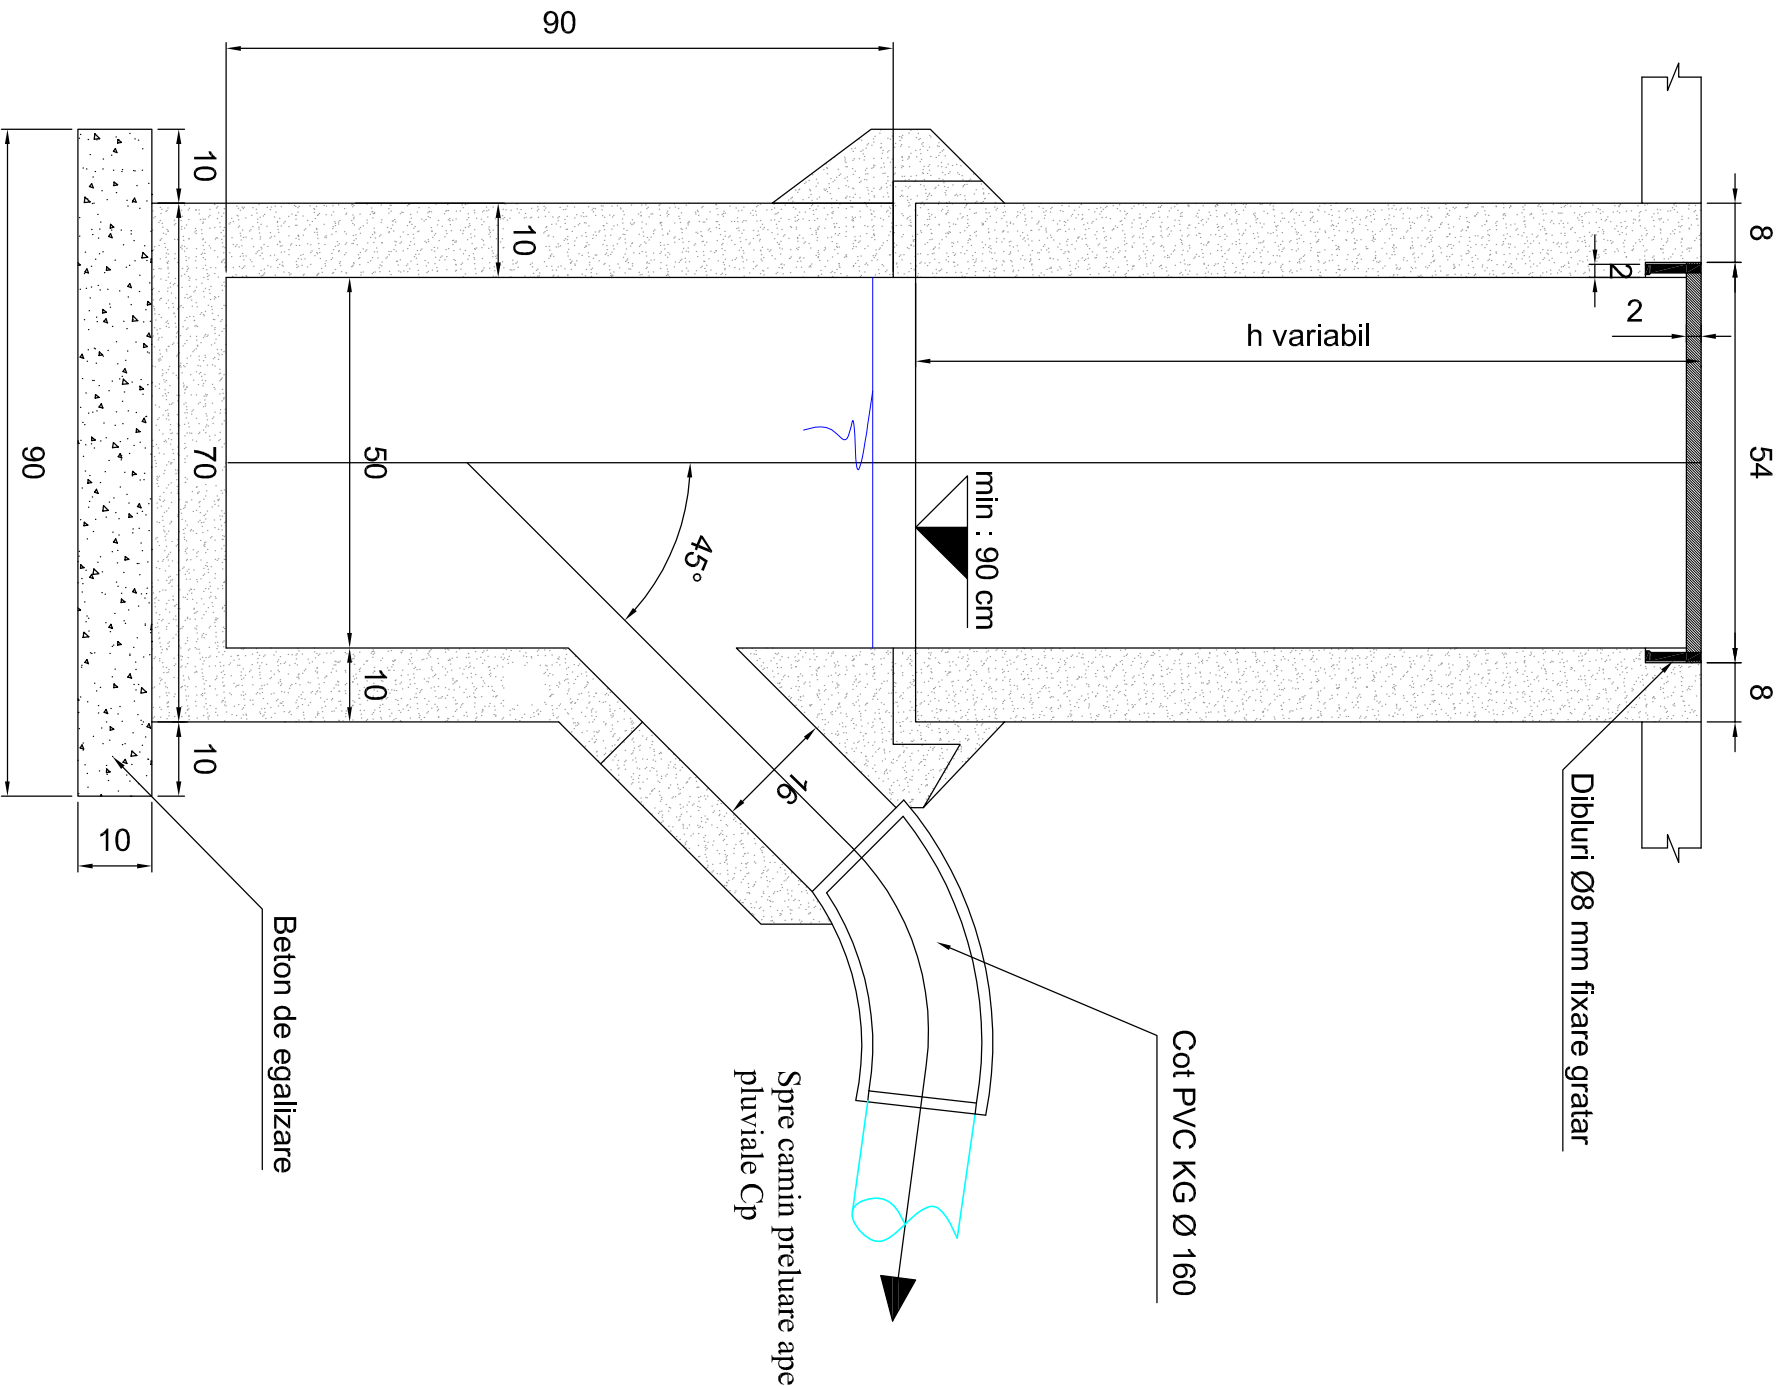 90
10
8
10
2
2
h variabil
50
70
90
54
45°
min : 90 cm
10
10
16
8
10
Dibluri Ø8 mm fixare gratar
Beton de egalizare
Cot PVC KG Ø 160
Spre camin preluare ape
pluviale Cp